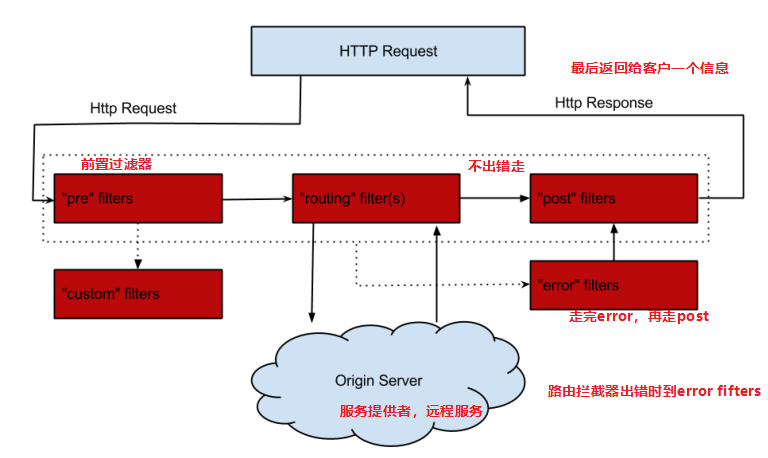 HTTP Request
最后返回给客户一个信息
Http Request
Http Response
前置过滤器
不出错走
"pre" filters
"routing" filter(s)
"post" filters
"custom" filters
"error" filters
走完error，再走post
Origin Server
服务提供者，远程服务
路由拦截器出错时到error fifters